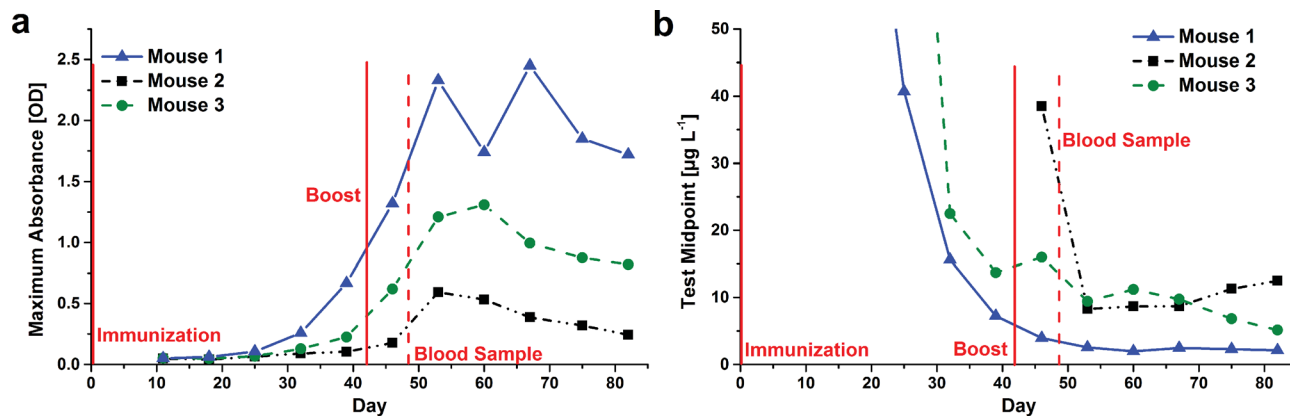 a
Mouse 1
Mouse 2
Mouse 3
Maximum Absorbance [OD]
2.5
2.0
1.5
1.0
0.5
0.0
Boost
Immunization
Blood Sample
0 10 20 30 40 50 60 70 80
Day
b
Mouse 1
Mouse 2
Mouse 3
Test Midpoint [µg L⁻¹]
50
40
30
20
10
0
Blood Sample
Immunization
Boost
0 10 20 30 40 50 60 70 80
Day